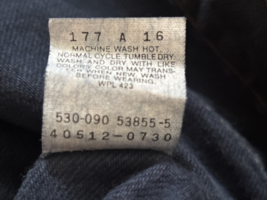 177 A 16
MACHINE WASH HOT,
NORMAL CYCLE, TUMBLE DRY.
WASH AND DRY WITH LIKE
COLORS. COLOR MAY TRANS-
FER WHEN NEW. WASH
BEFORE WEARING.
WPL 423
530-090 53855-5
40512-0730